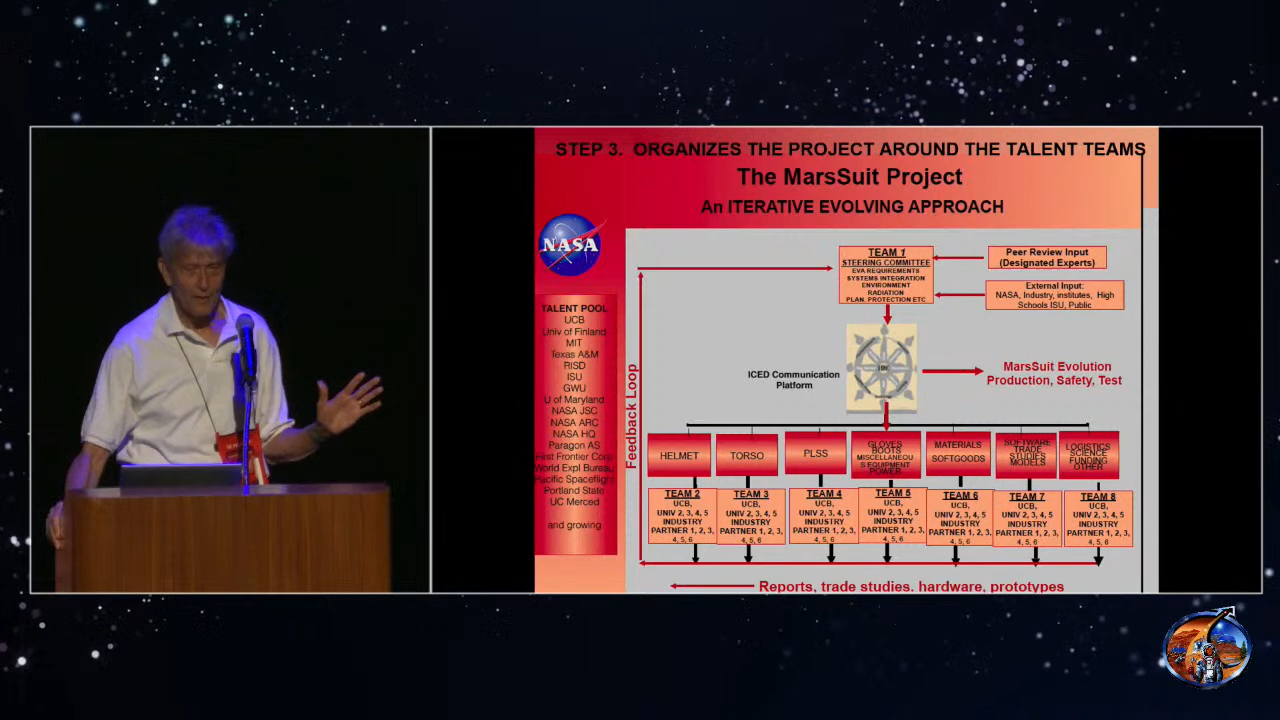 STEP 3. ORGANIZES THE PROJECT AROUND THE TALENT TEAMS
The MarsSuit Project
An ITERATIVE EVOLVING APPROACH
NASA
TALENT POOL
UCB
Univ of Finland
MIT
Texas A&M
RISD
ISU
GWU
U of Maryland
NASA JSC
NASA ARC
NASA HQ
Paragon AS
First Frontier Corp
World Expl Bureau
Pacific Spaceflight
Portland State
UC Merced
and growing
Feedback Loop
TEAM 1
STEERING COMMITTEE
EVA REQUIREMENTS
SYSTEMS INTEGRATION
ENVIRONMENT
RADIATION
PLAN. PROTECTION ETC
Peer Review Input
(Designated Experts)
External Input:
NASA, Industry, institutes, High
Schools ISU, Public
ICED Communication
Platform
MarsSuit Evolution
Production, Safety, Test
HELMET
TORSO
PLSS
GLOVES
BOOTS
MISCELLANEOU
S EQUIPMENT
POWER
MATERIALS
SOFTGOODS
SOFTWARE
TRADE
STUDIES
MODELS
LOGISTICS
SCIENCE
FUNDING
OTHER
TEAM 2
UCB,
UNIV 2, 3, 4, 5
INDUSTRY
PARTNER 1, 2, 3,
4, 5, 6
TEAM 3
UCB,
UNIV 2, 3, 4, 5
INDUSTRY
PARTNER 1, 2, 3,
4, 5, 6
TEAM 4
UCB,
UNIV 2, 3, 4, 5
INDUSTRY
PARTNER 1, 2, 3,
4, 5, 6
TEAM 5
UCB,
UNIV 2, 3, 4, 5
INDUSTRY
PARTNER 1, 2, 3,
4, 5, 6
TEAM 6
UCB,
UNIV 2, 3, 4, 5
INDUSTRY
PARTNER 1, 2, 3,
4, 5, 6
TEAM 7
UCB,
UNIV 2, 3, 4, 5
INDUSTRY
PARTNER 1, 2, 3,
4, 5, 6
TEAM 8
UCB,
UNIV 2, 3, 4, 5
INDUSTRY
PARTNER 1, 2, 3,
4, 5, 6
Reports, trade studies, hardware, prototypes